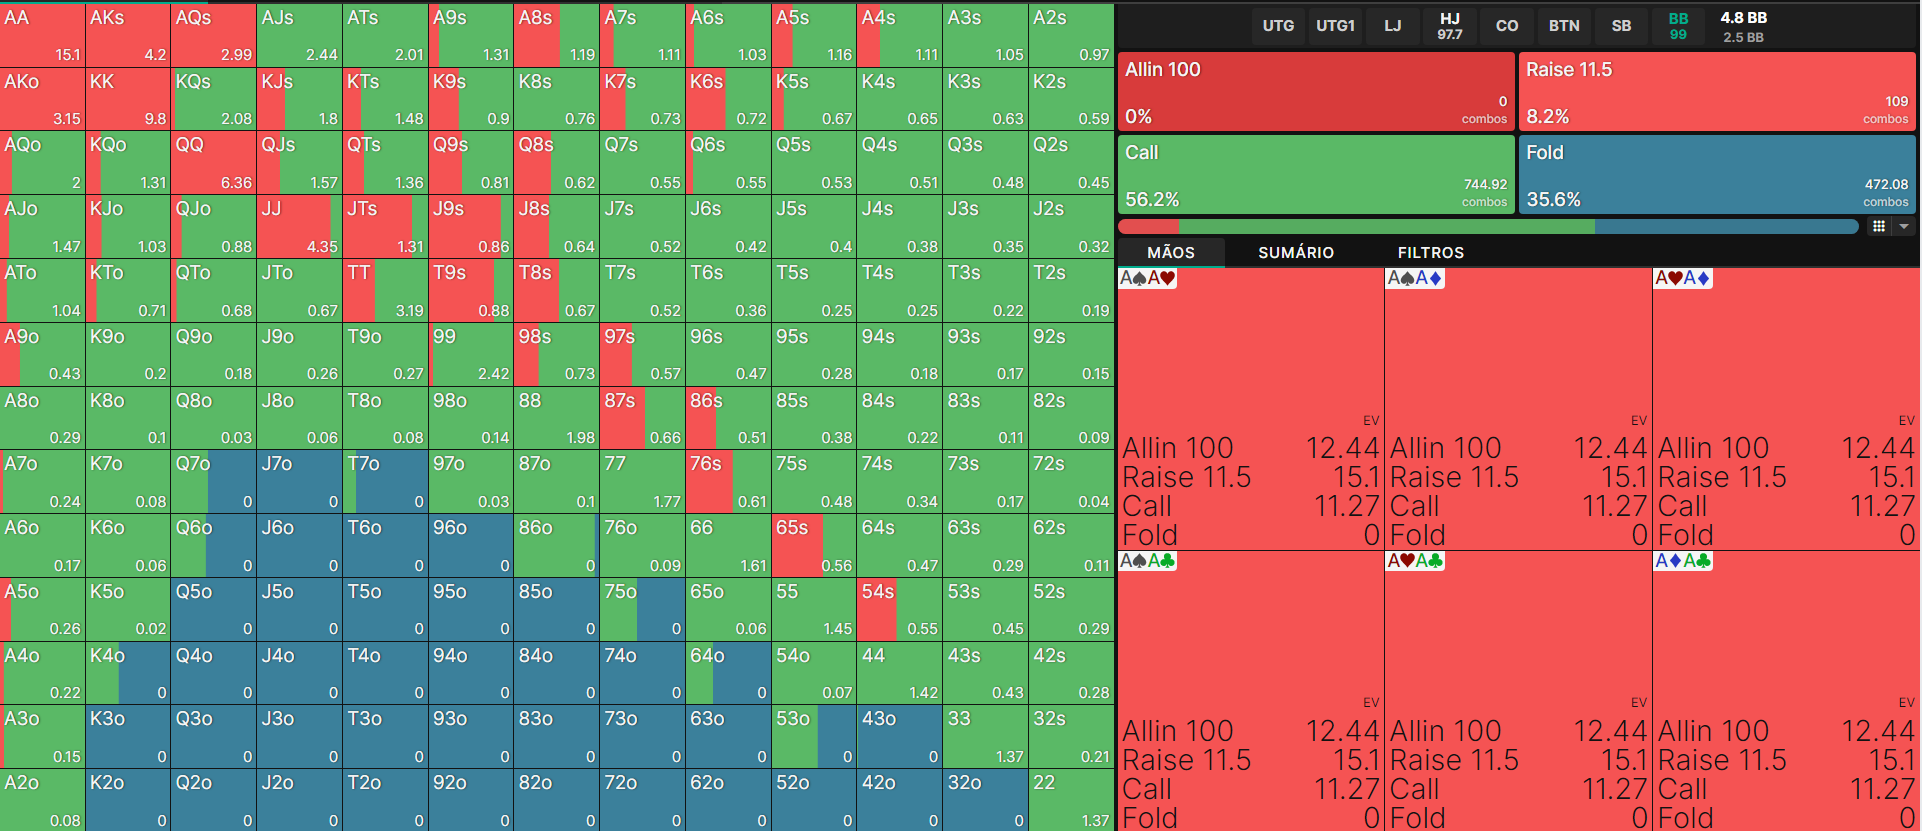 AA AKs AQs AJs ATs A9s A8s A7s A6s A5s A4s A3s A2s
15.1 4.2 2.99 2.44 2.01 1.31 1.19 1.11 1.03 1.16 1.11 1.05 0.97
AKo KK KQs KJs KTs K9s K8s K7s K6s K5s K4s K3s K2s
3.15 9.8 2.08 1.8 1.48 0.9 0.76 0.73 0.72 0.67 0.65 0.63 0.59
AQo KQo QQ QJs QTs Q9s Q8s Q7s Q6s Q5s Q4s Q3s Q2s
2 1.31 6.36 1.57 1.36 0.81 0.62 0.55 0.55 0.53 0.51 0.48 0.45
AJo KJo QJo JJ JTs J9s J8s J7s J6s J5s J4s J3s J2s
1.47 1.03 0.88 4.35 1.31 0.86 0.64 0.52 0.42 0.4 0.38 0.35 0.32
ATo KTo QTo JTo TT T9s T8s T7s T6s T5s T4s T3s T2s
1.04 0.71 0.68 0.67 3.19 0.88 0.67 0.52 0.36 0.25 0.25 0.22 0.19
A9o K9o Q9o J9o T9o 99 98s 97s 96s 95s 94s 93s 92s
0.43 0.2 0.18 0.26 0.27 2.42 0.73 0.57 0.47 0.28 0.18 0.17 0.15
A8o K8o Q8o J8o T8o 98o 88 87s 86s 85s 84s 83s 82s
0.29 0.1 0.03 0.06 0.08 0.14 1.98 0.66 0.51 0.38 0.22 0.11 0.09
A7o K7o Q7o J7o T7o 97o 87o 77 76s 75s 74s 73s 72s
0.24 0.08 0 0 0 0.03 0.1 1.77 0.61 0.48 0.34 0.17 0.04
A6o K6o Q6o J6o T6o 96o 86o 76o 66 65s 64s 63s 62s
0.17 0.06 0 0 0 0 0 0.09 1.61 0.56 0.47 0.29 0.11
A5o K5o Q5o J5o T5o 95o 85o 75o 65o 55 54s 53s 52s
0.26 0.02 0 0 0 0 0 0 0.06 1.45 0.55 0.45 0.29
A4o K4o Q4o J4o T4o 94o 84o 74o 64o 54o 44 43s 42s
0.22 0 0 0 0 0 0 0 0 0.07 1.42 0.43 0.28
A3o K3o Q3o J3o T3o 93o 83o 73o 63o 53o 43o 33 32s
0.15 0 0 0 0 0 0 0 0 0 0 1.37 0.21
A2o K2o Q2o J2o T2o 92o 82o 72o 62o 52o 42o 32o 22
0.08 0 0 0 0 0 0 0 0 0 0 0 1.37
UTG UTG1 LJ HJ CO BTN SB BB 4.8 BB
97.7 99 2.5 BB
Allin 100 Raise 11.5
0 109
0% combos 8.2% combos
Call Fold
744.92 472.08
56.2% combos 35.6% combos
MÃOS SUMÁRIO FILTROS
A♠A♥ A♠A♦ A♥A♦
EV EV EV
Allin 100 12.44 Allin 100 12.44 Allin 100 12.44
Raise 11.5 15.1 Raise 11.5 15.1 Raise 11.5 15.1
Call 11.27 Call 11.27 Call 11.27
Fold 0 Fold 0 Fold 0
A♠A♣ A♥A♣ A♦A♣
EV EV EV
Allin 100 12.44 Allin 100 12.44 Allin 100 12.44
Raise 11.5 15.1 Raise 11.5 15.1 Raise 11.5 15.1
Call 11.27 Call 11.27 Call 11.27
Fold 0 Fold 0 Fold 0